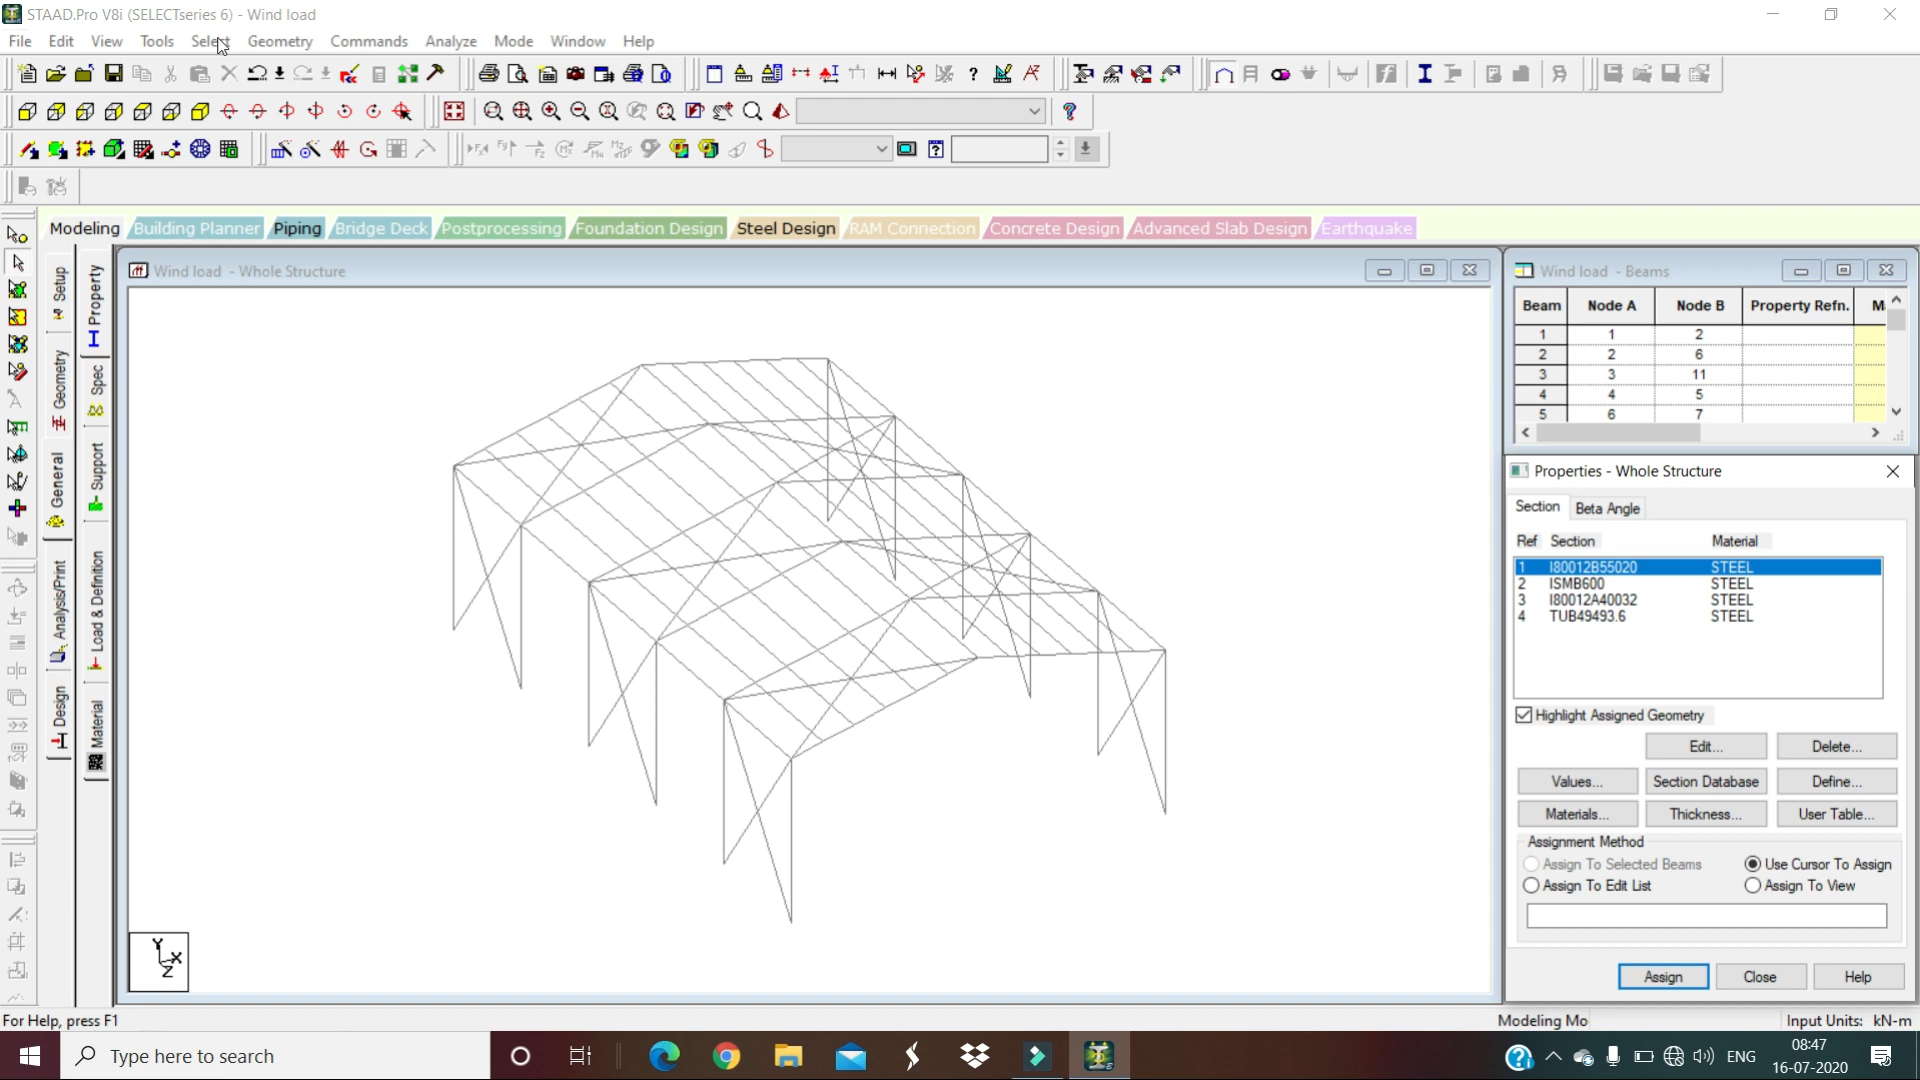 STAAD.Pro V8i (SELECTseries 6) - Wind load
File Edit View Tools Select Geometry Commands Analyze Mode Window Help
Modeling Building Planner Piping Bridge Deck Postprocessing Foundation Design Steel Design RAM Connection Concrete Design Advanced Slab Design Earthquake
Setup
Geometry
General
Analysis/Print
Design
Property
Spec
Support
Load & Definition
Material
Wind load - Whole Structure
Y
X
Z
Wind load - Beams
Beam Node A Node B Property Refn. M
1 1 2
2 2 6
3 3 11
4 4 5
5 6 7
Properties - Whole Structure
Section Beta Angle
Ref Section Material
1 I80012B55020 STEEL
2 ISMB600 STEEL
3 I80012A40032 STEEL
4 TUB49493.6 STEEL
Highlight Assigned Geometry
Edit... Delete...
Values... Section Database Define...
Materials... Thickness... User Table...
Assignment Method
Assign To Selected Beams Use Cursor To Assign
Assign To Edit List Assign To View
Assign Close Help
For Help, press F1 Modeling Mo Input Units: kN-m
Type here to search
ENG
08:47
16-07-2020